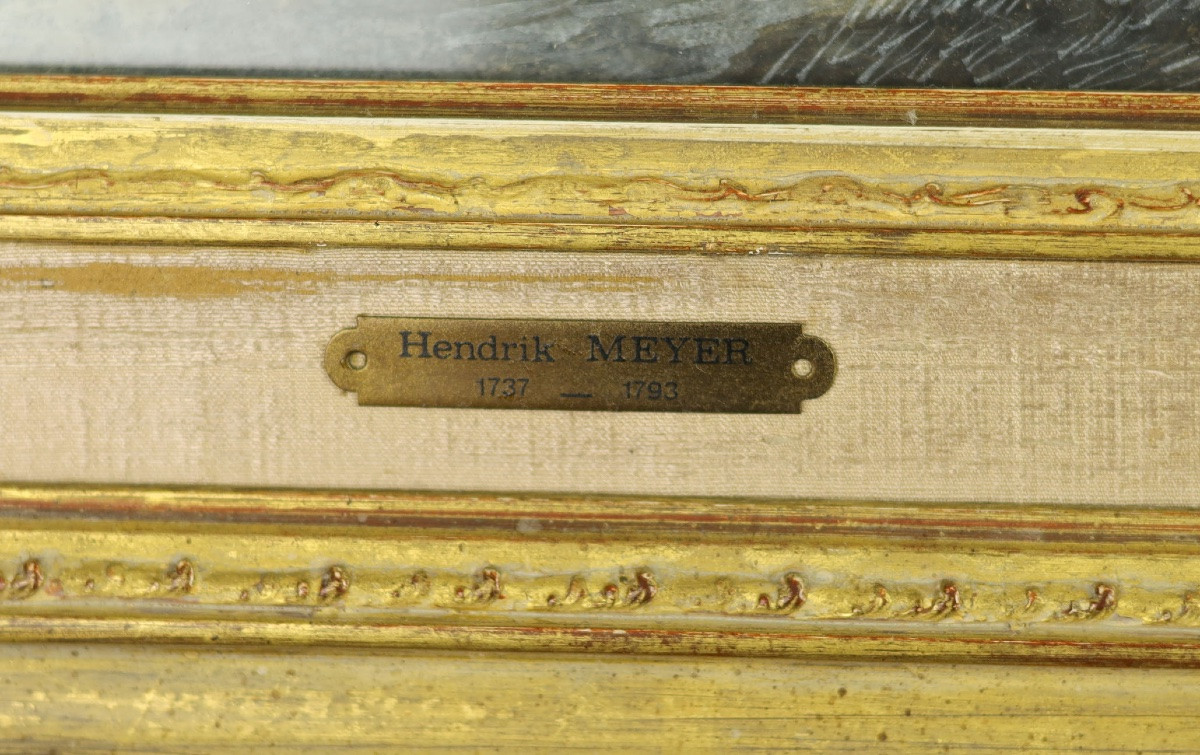 Hendrik MEYER
1737 — 1793